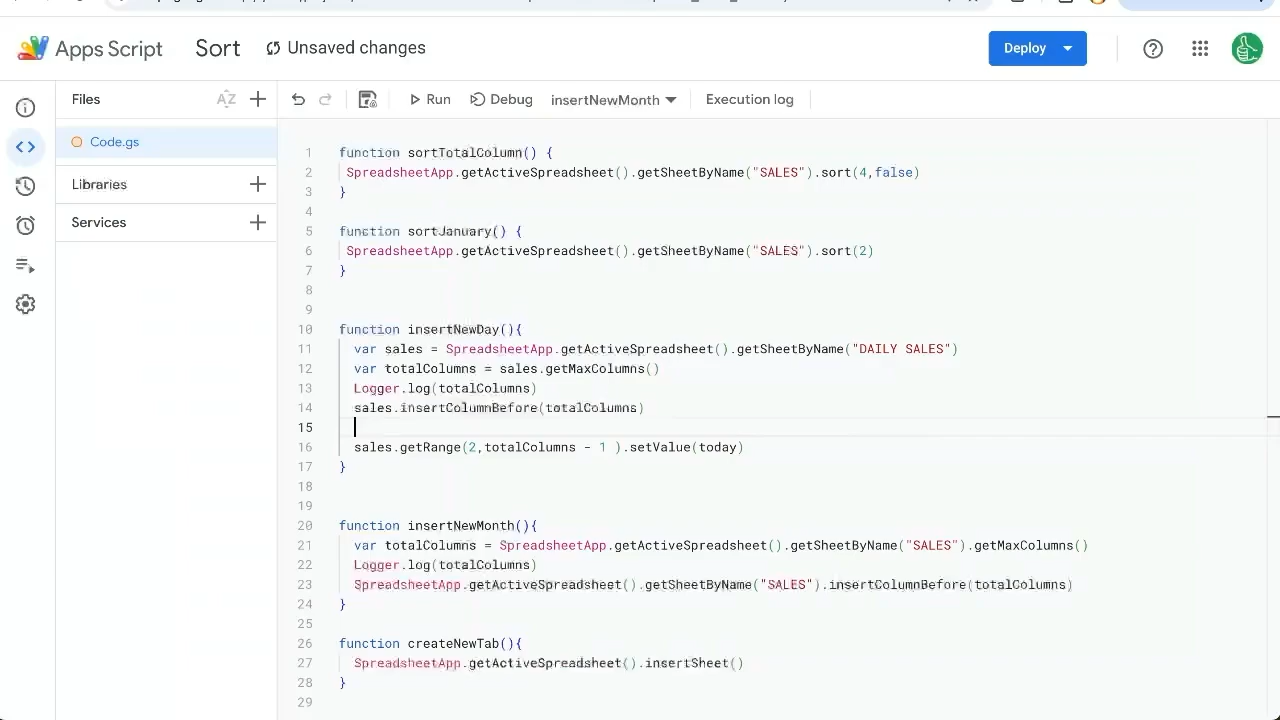 Apps Script
Sort
Unsaved changes
Deploy
Files
Run
Debug
insertNewMonth
Execution log
Code.gs
Libraries
Services
1 function sortTotalColumn() {
2 SpreadsheetApp.getActiveSpreadsheet().getSheetByName("SALES").sort(4,false)
3 }
4
5 function sortJanuary() {
6 SpreadsheetApp.getActiveSpreadsheet().getSheetByName("SALES").sort(2)
7 }
8
9
10 function insertNewDay(){
11 var sales = SpreadsheetApp.getActiveSpreadsheet().getSheetByName("DAILY SALES")
12 var totalColumns = sales.getMaxColumns()
13 Logger.log(totalColumns)
14 sales.insertColumnBefore(totalColumns)
15
16 sales.getRange(2,totalColumns - 1 ).setValue(today)
17 }
18
19
20 function insertNewMonth(){
21 var totalColumns = SpreadsheetApp.getActiveSpreadsheet().getSheetByName("SALES").getMaxColumns()
22 Logger.log(totalColumns)
23 SpreadsheetApp.getActiveSpreadsheet().getSheetByName("SALES").insertColumnBefore(totalColumns)
24 }
25
26 function createNewTab(){
27 SpreadsheetApp.getActiveSpreadsheet().insertSheet()
28 }
29